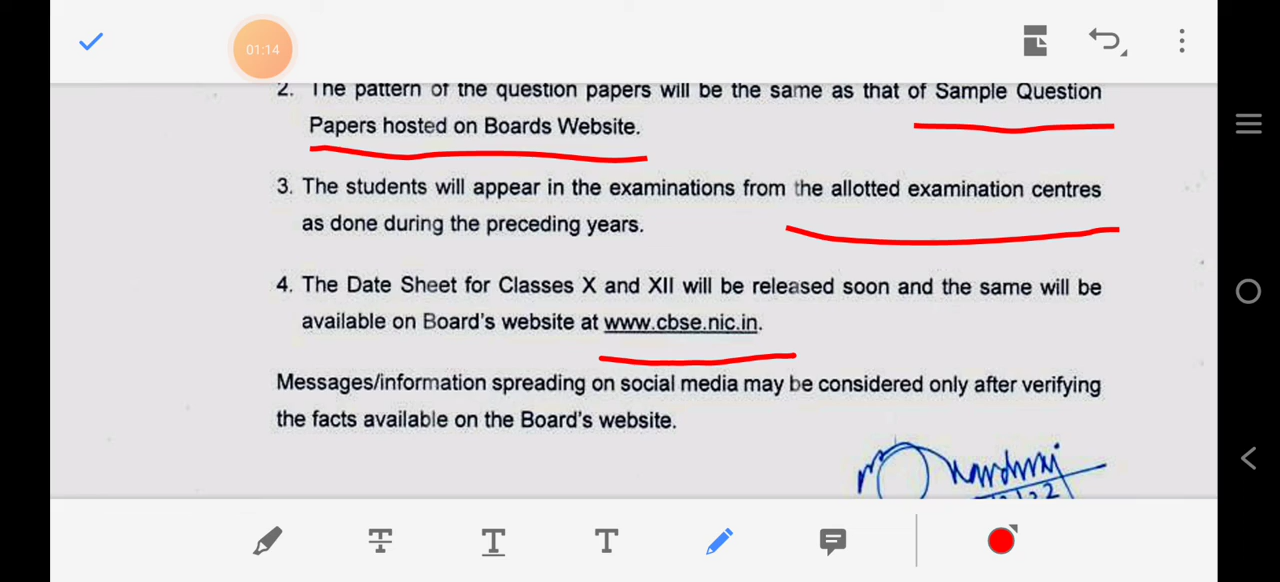 01:14
2. The pattern of the question papers will be the same as that of Sample Question
Papers hosted on Boards Website.
3. The students will appear in the examinations from the allotted examination centres
as done during the preceding years.
4. The Date Sheet for Classes X and XII will be released soon and the same will be
available on Board's website at www.cbse.nic.in.
Messages/information spreading on social media may be considered only after verifying
the facts available on the Board's website.
T
T
T